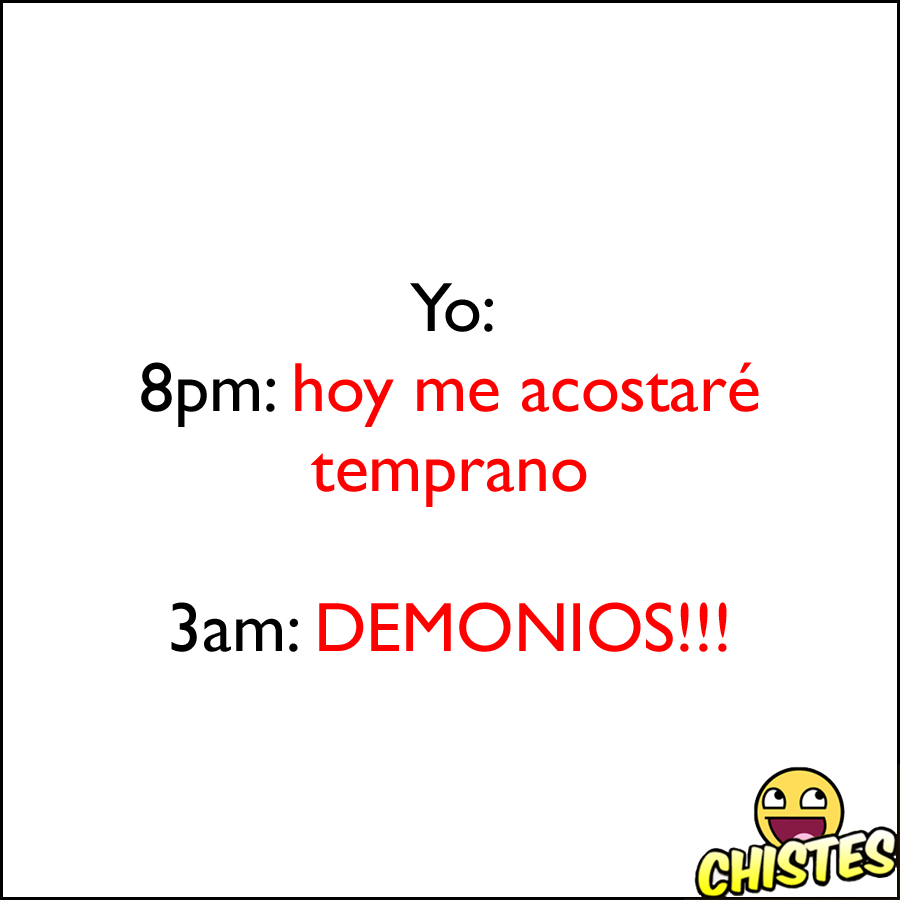 Yo:
8pm: hoy me acostaré
temprano
3am: DEMONIOS!!!
CHISTES